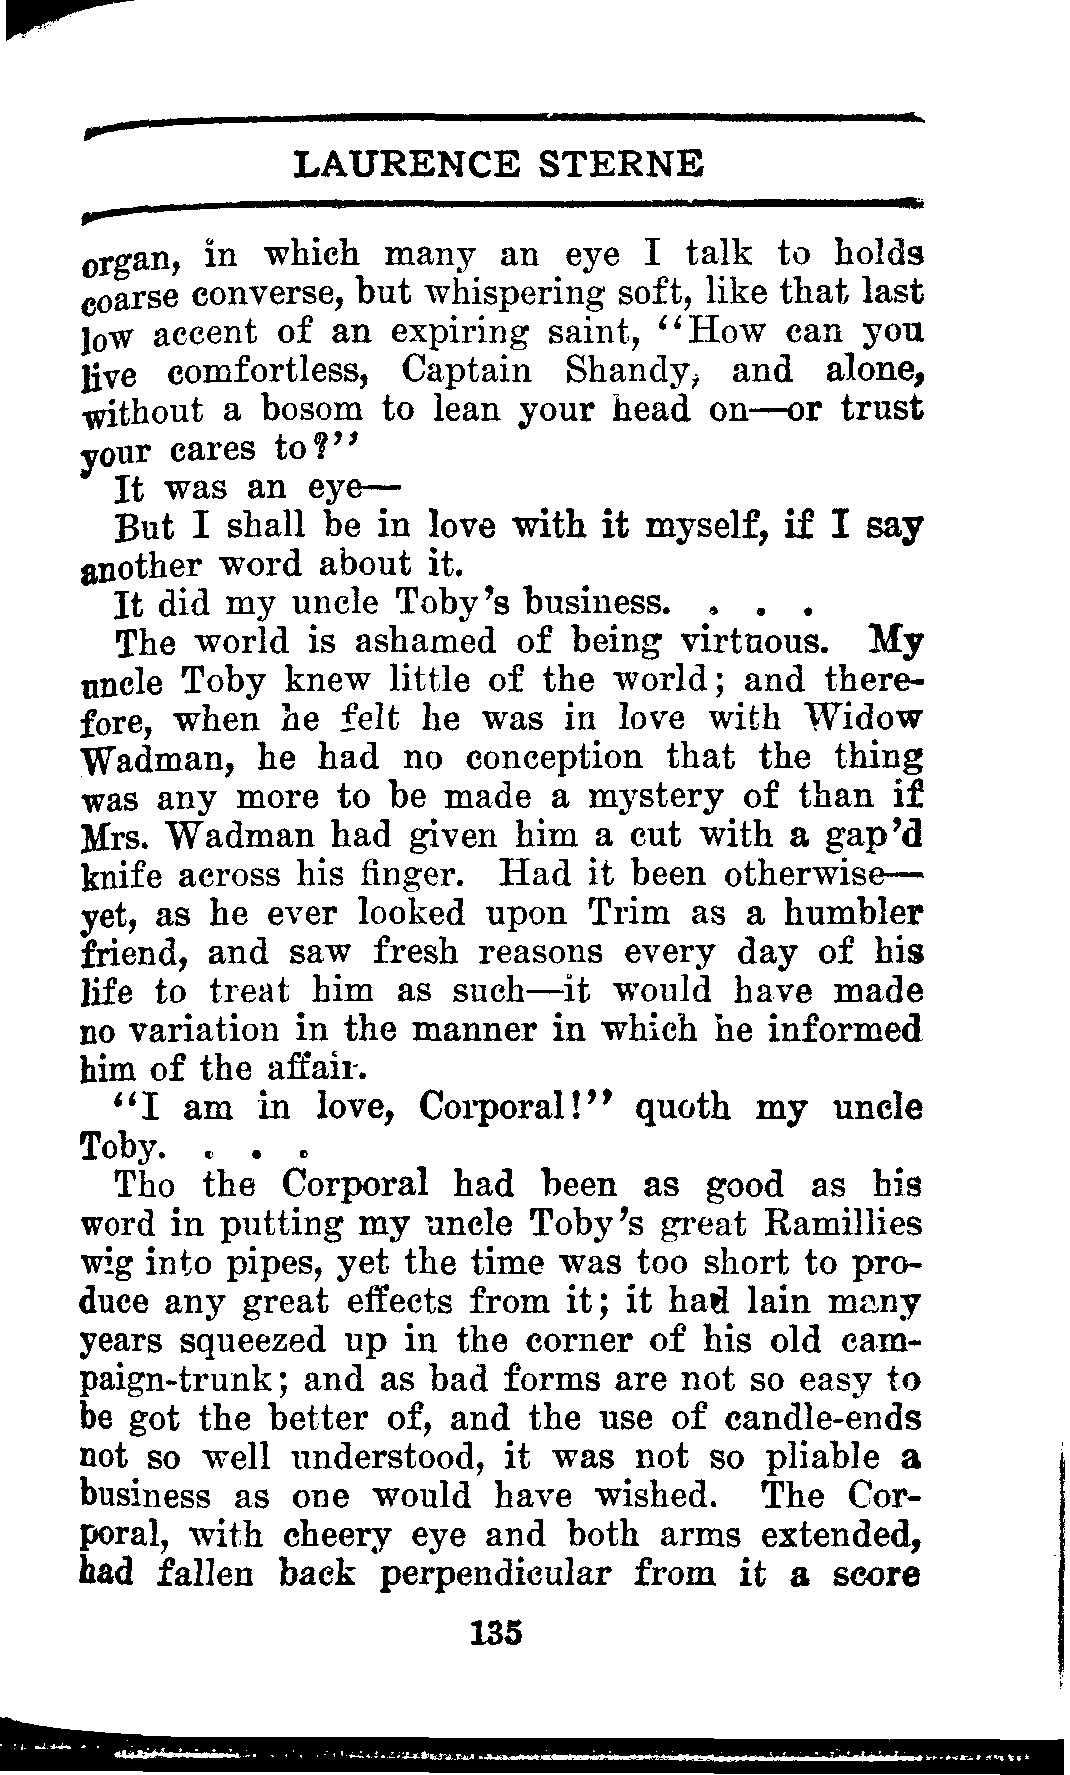 LAURENCE STERNE
organ, in which many an eye I talk to holds
coarse converse, but whispering soft, like that last
low accent of an expiring saint, "How can you
live comfortless, Captain Shandy, and alone,
without a bosom to lean your head on—or trust
your cares to?"
It was an eye—
But I shall be in love with it myself, if I say
another word about it.
It did my uncle Toby's business. . . .
The world is ashamed of being virtuous. My
uncle Toby knew little of the world; and there-
fore, when he felt he was in love with Widow
Wadman, he had no conception that the thing
was any more to be made a mystery of than if
Mrs. Wadman had given him a cut with a gap'd
knife across his finger. Had it been otherwise—
yet, as he ever looked upon Trim as a humbler
friend, and saw fresh reasons every day of his
life to treat him as such—it would have made
no variation in the manner in which he informed
him of the affair.
"I am in love, Corporal!" quoth my uncle
Toby. . . .
Tho the Corporal had been as good as his
word in putting my uncle Toby's great Ramillies
wig into pipes, yet the time was too short to pro-
duce any great effects from it; it had lain many
years squeezed up in the corner of his old cam-
paign-trunk; and as bad forms are not so easy to
be got the better of, and the use of candle-ends
not so well understood, it was not so pliable a
business as one would have wished. The Cor-
poral, with cheery eye and both arms extended,
had fallen back perpendicular from it a score
135